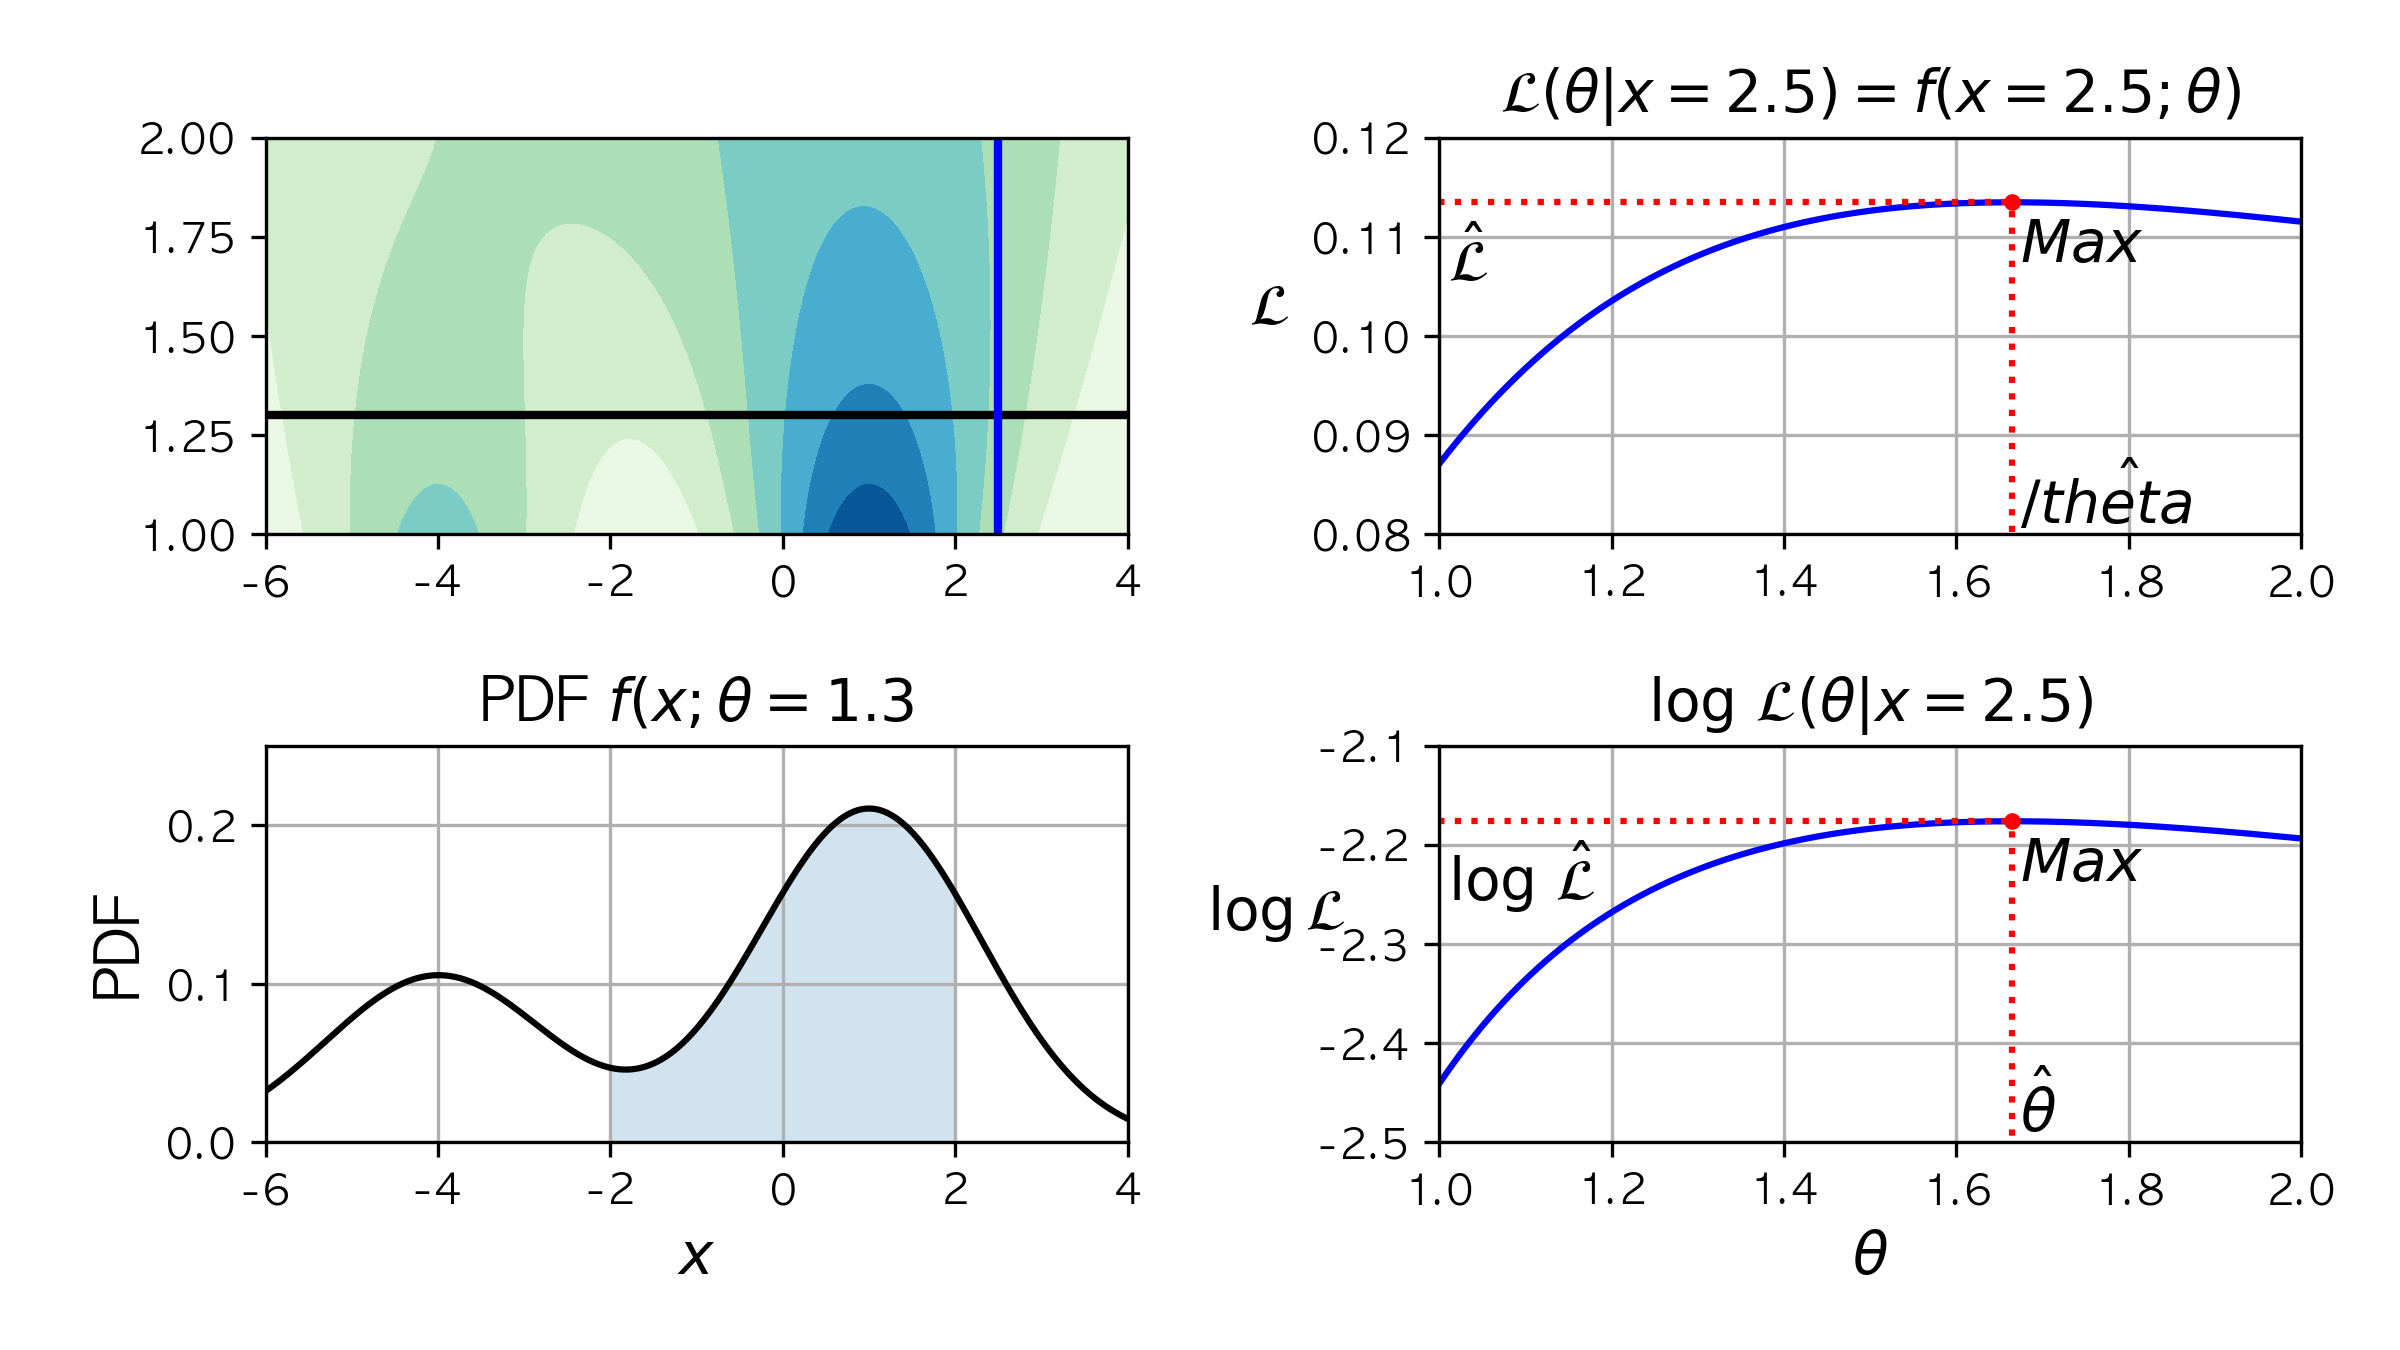 2.00
1.75
1.50
1.25
1.00
-6 -4 -2 0 2 4
ℒ(θ|x = 2.5) = f(x = 2.5; θ)
0.12
0.11
0.10
0.09
0.08
ℒ
ℒ̂
Max
/thêta
1.0 1.2 1.4 1.6 1.8 2.0
PDF f(x; θ = 1.3
PDF
0.2
0.1
0.0
-6 -4 -2 0 2 4
x
log ℒ(θ|x = 2.5)
-2.1
-2.2
-2.3
-2.4
-2.5
log ℒ
log ℒ̂
Max
θ̂
1.0 1.2 1.4 1.6 1.8 2.0
θ